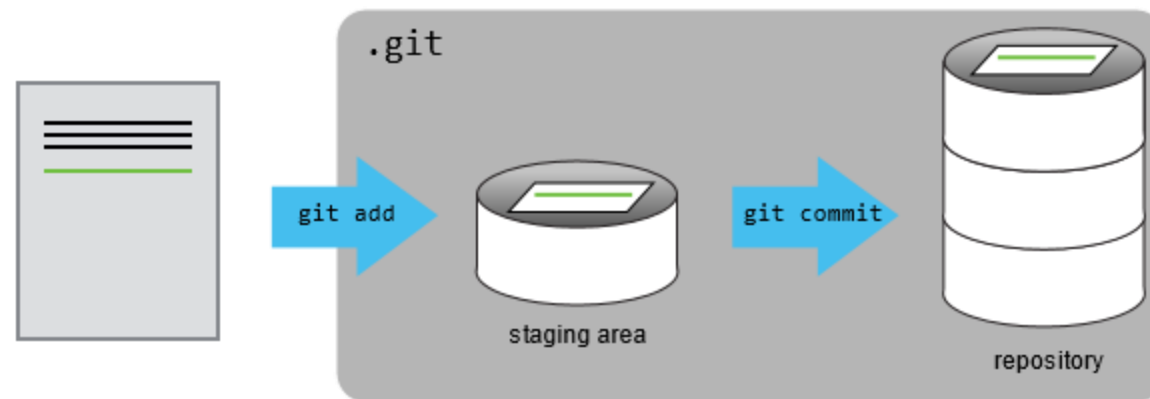 .git
git add
git commit
staging area
repository